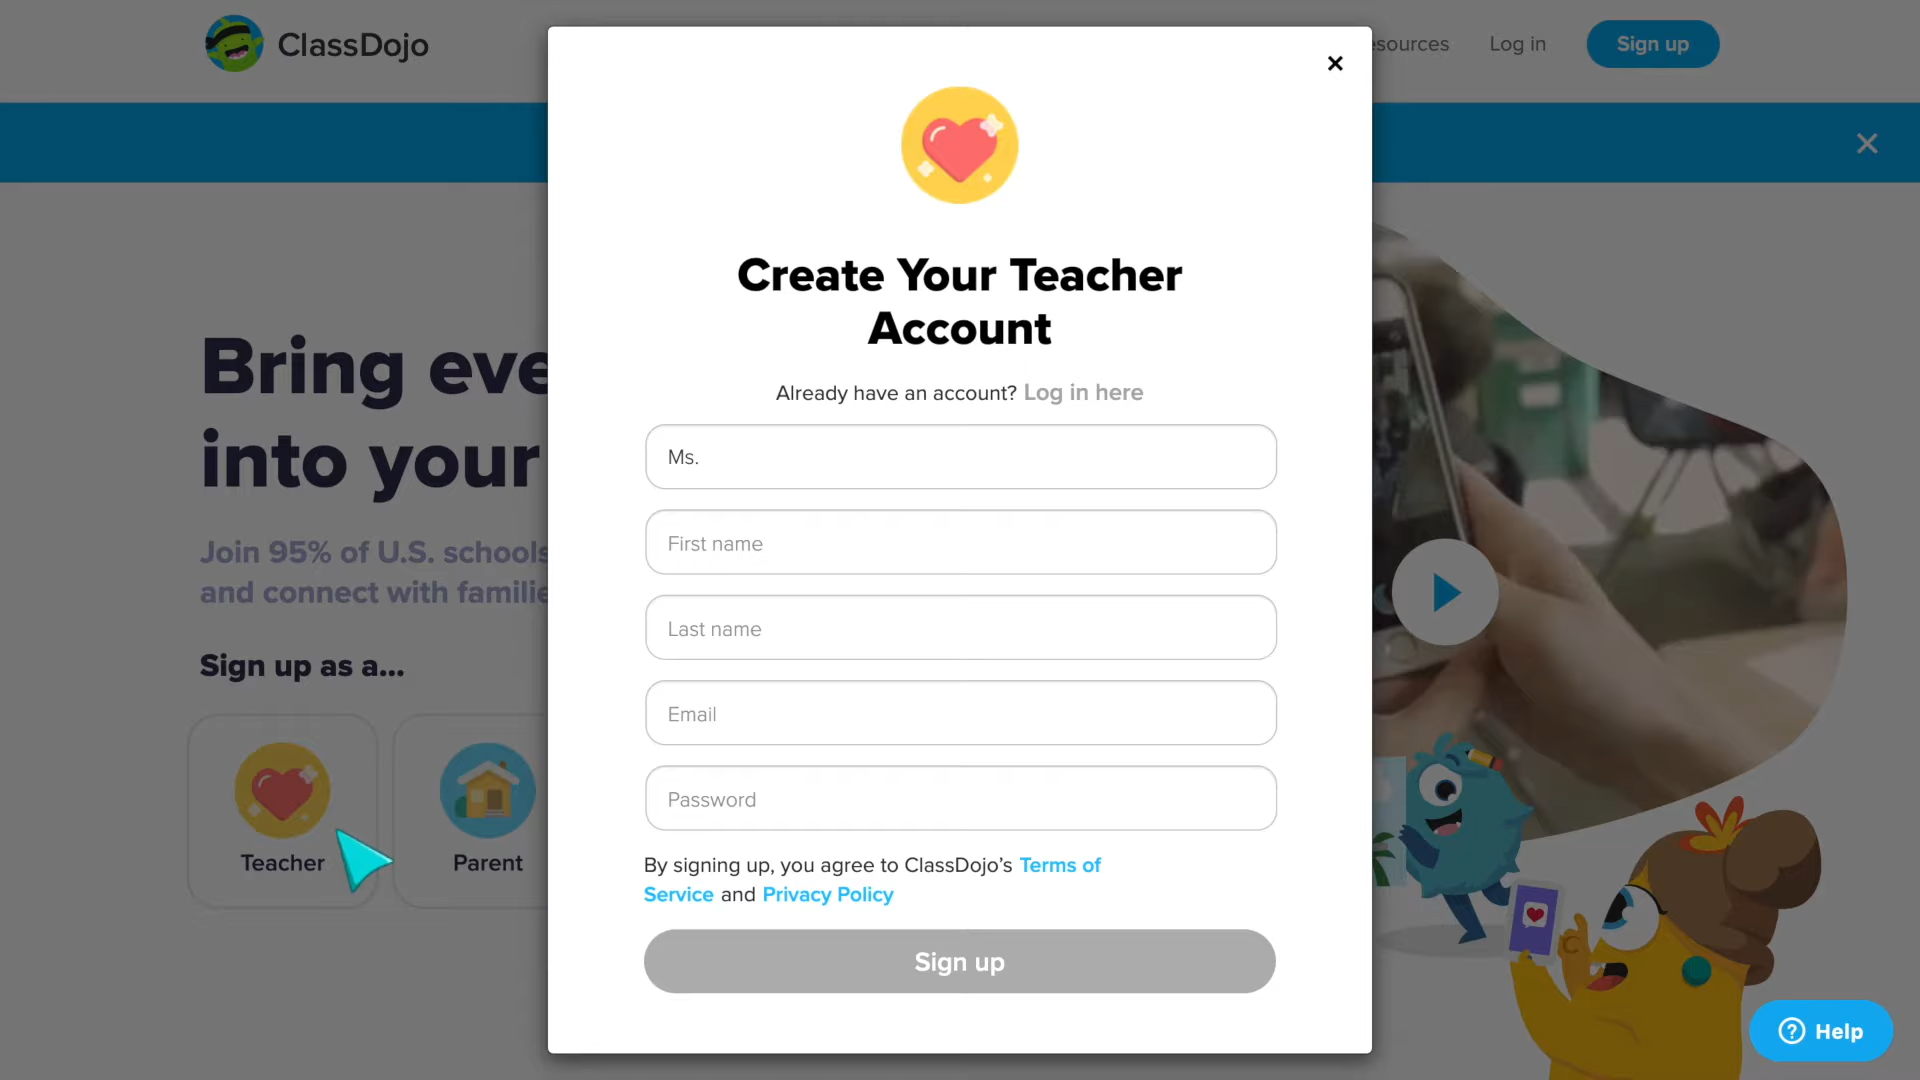 ClassDojo
esources
Log in
Sign up
Create Your Teacher
Account
Already have an account? Log in here
Ms.
First name
Last name
Email
Password
By signing up, you agree to ClassDojo's Terms of
Service and Privacy Policy
Sign up
Bring eve
into your
Join 95% of U.S. schools
and connect with familie
Sign up as a...
Teacher
Parent
Help